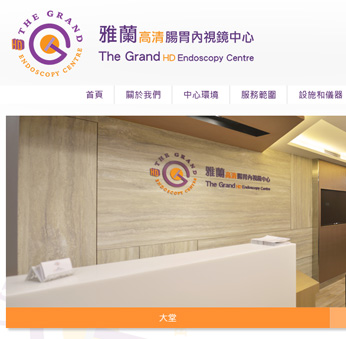 THE GRAND
HD
ENDOSCOPY CENTRE
雅蘭高清腸胃內視鏡中心
The Grand HD Endoscopy Centre
首頁
關於我們
中心環境
服務範圍
設施和儀器
THE GRAND
HD
ENDOSCOPY CENTRE
雅蘭高清腸胃內視鏡中心
The Grand HD Endoscopy Centre
大堂